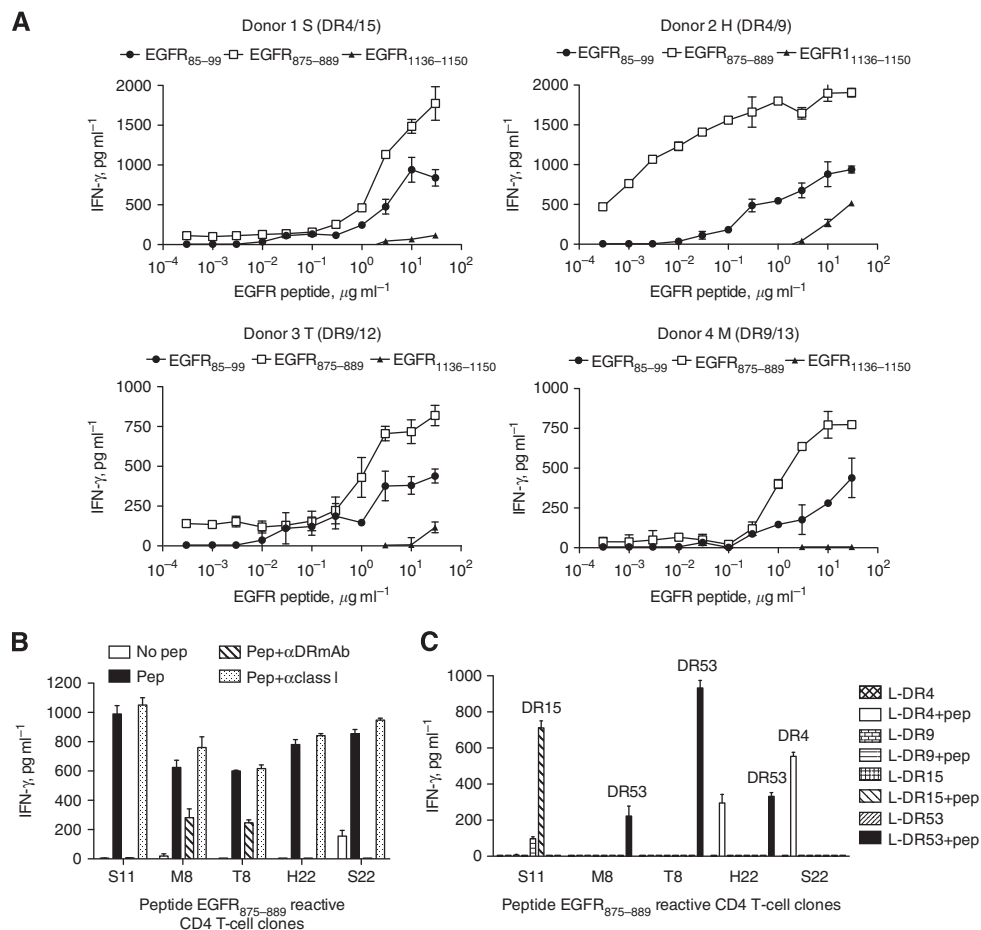 A
Donor 1 S (DR4/15)
EGFR85–99 EGFR875–889 EGFR1136–1150
IFN-γ, pg ml−1
2000
1500
1000
500
0
10−4 10−3 10−2 10−1 100 101 102
EGFR peptide, μg ml−1
Donor 2 H (DR4/9)
EGFR85–99 EGFR875–889 EGFR11136–1150
IFN-γ, pg ml−1
2000
1500
1000
500
0
10−4 10−3 10−2 10−1 100 101 102
EGFR peptide, μg ml−1
Donor 3 T (DR9/12)
EGFR85–99 EGFR875–889 EGFR1136–1150
IFN-γ, pg ml−1
1000
750
500
250
0
10−4 10−3 10−2 10−1 100 101 102
EGFR peptide, μg ml−1
Donor 4 M (DR9/13)
EGFR85–99 EGFR875–889 EGFR1136–1150
IFN-γ, pg ml−1
1000
750
500
250
0
10−4 10−3 10−2 10−1 100 101 102
EGFR peptide, μg ml−1
B
No pep Pep+αDRmAb
Pep Pep+αclass I
IFN-γ, pg ml−1
1200
1000
800
600
400
200
0
S11 M8 T8 H22 S22
Peptide EGFR875–889 reactive
CD4 T-cell clones
C
IFN-γ, pg ml−1
1000
800
600
400
200
0
DR15
DR53
DR53
DR53
DR4
S11 M8 T8 H22 S22
Peptide EGFR875–889 reactive CD4 T-cell clones
L-DR4
L-DR4+pep
L-DR9
L-DR9+pep
L-DR15
L-DR15+pep
L-DR53
L-DR53+pep